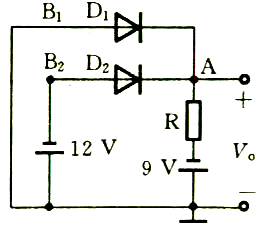 B₁ D₁
B₂ D₂ A
+
R
12 V 9 V Vₒ
−